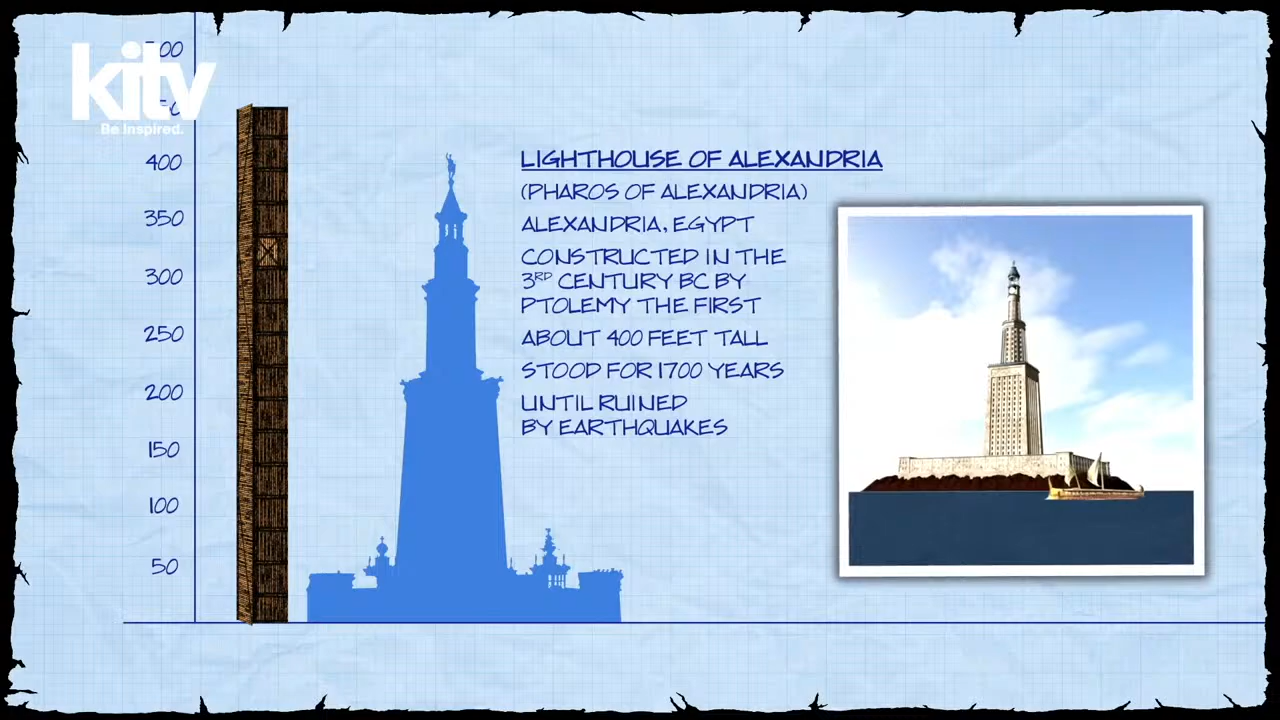 kitv
Be Inspired.
400
350
300
250
200
150
100
50
LIGHTHOUSE OF ALEXANDRIA
(PHAROS OF ALEXANDRIA)
ALEXANDRIA, EGYPT
CONSTRUCTED IN THE
3RD CENTURY BC BY
PTOLEMY THE FIRST
ABOUT 400 FEET TALL
STOOD FOR 1700 YEARS
UNTIL RUINED
BY EARTHQUAKES